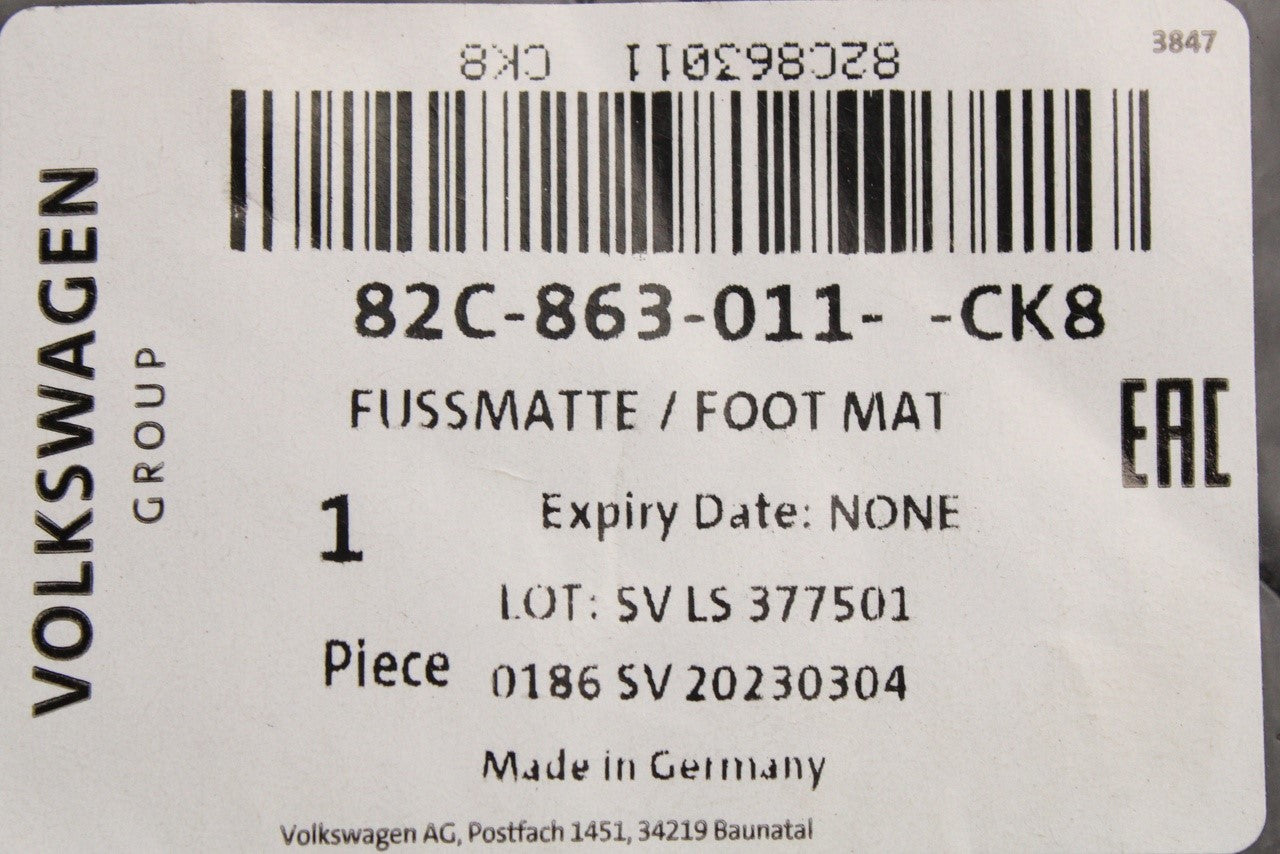 3847
82C863011 CK8
82C-863-011- -CK8
FUSSMATTE / FOOT MAT
EAC
1
Expiry Date: NONE
LOT: SV LS 377501
Piece
0186 SV 20230304
Made in Germany
Volkswagen AG, Postfach 1451, 34219 Baunatal
VOLKSWAGEN
GROUP